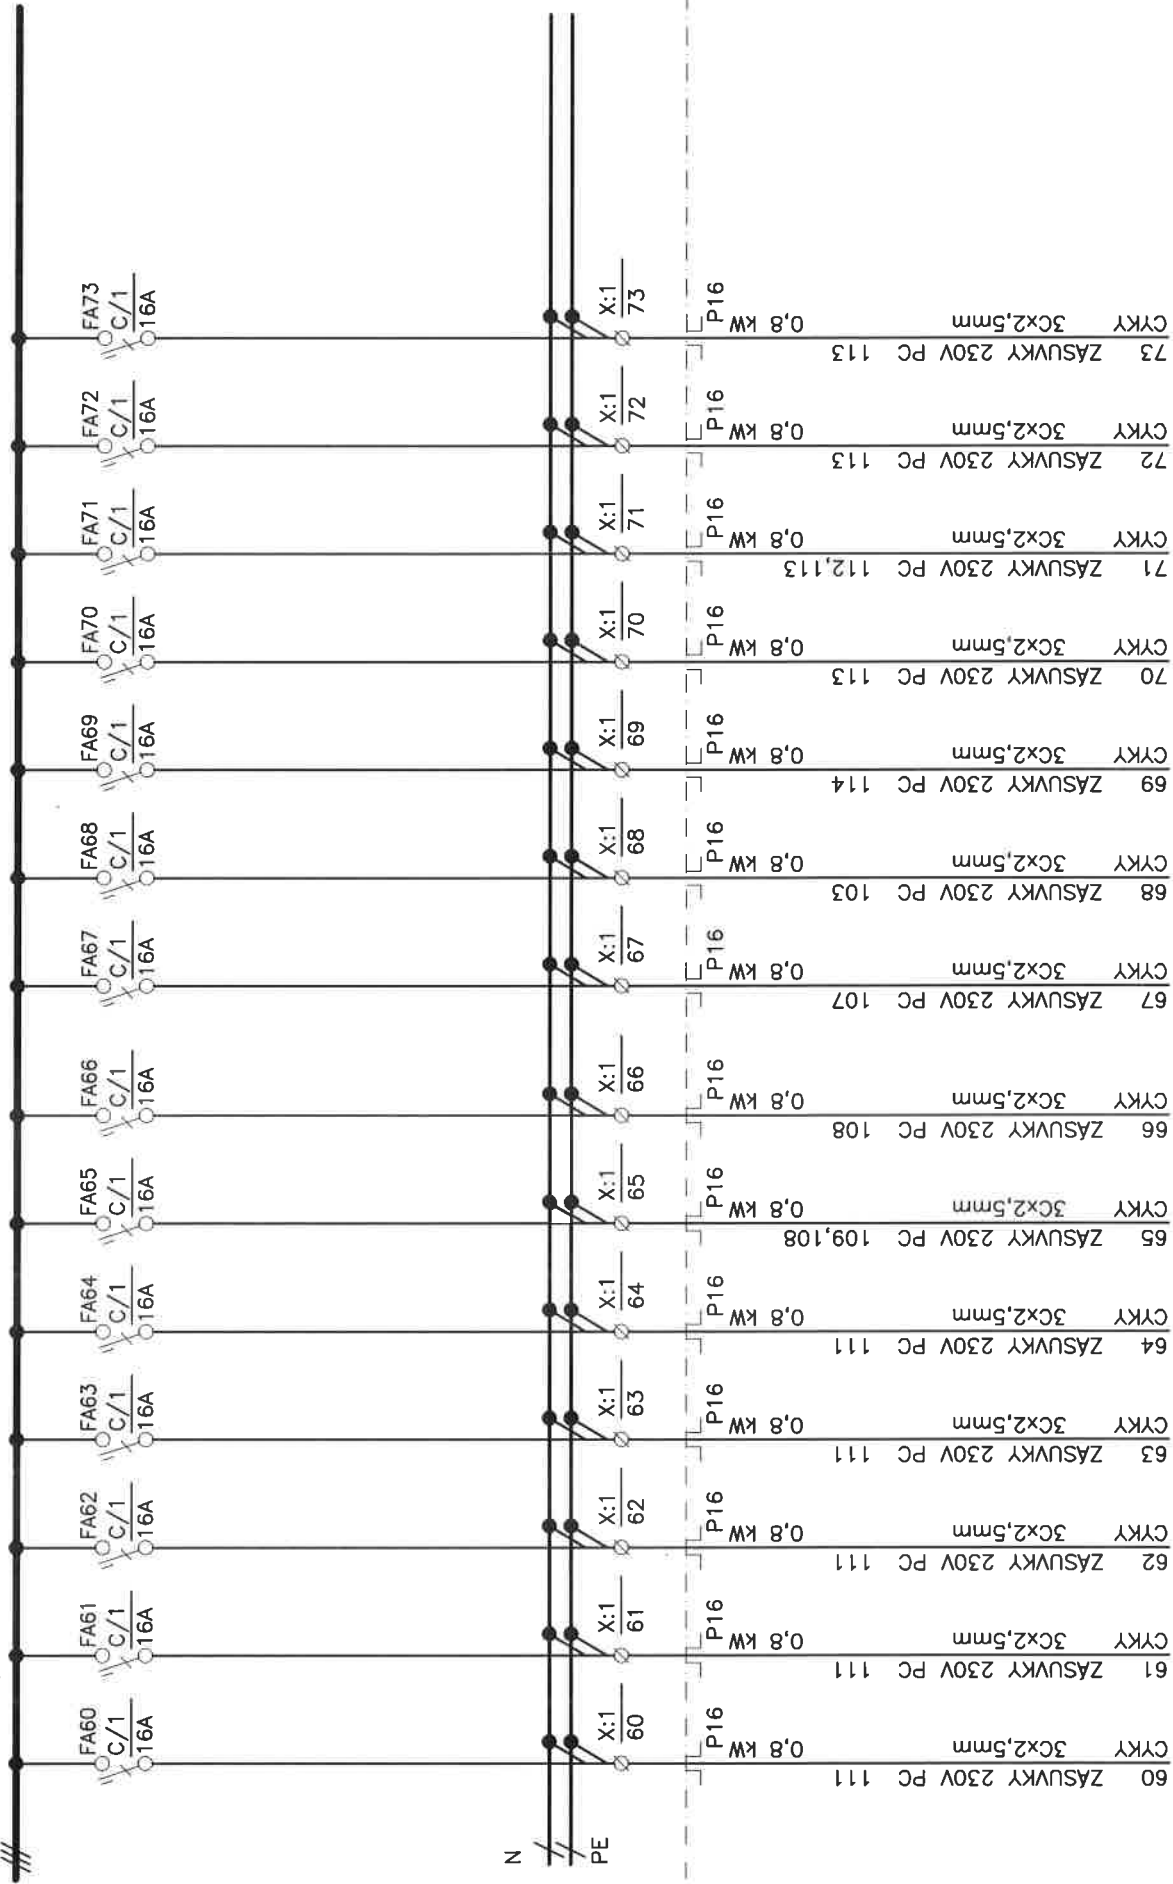 FA60
C/1
16A
FA61
C/1
16A
FA62
C/1
16A
FA63
C/1
16A
FA64
C/1
16A
FA65
C/1
16A
FA66
C/1
16A
FA67
C/1
16A
FA68
C/1
16A
FA69
C/1
16A
FA70
C/1
16A
FA71
C/1
16A
FA72
C/1
16A
FA73
C/1
16A
N
PE
X:1
60
X:1
61
X:1
62
X:1
63
X:1
64
X:1
65
X:1
66
X:1
67
X:1
68
X:1
69
X:1
70
X:1
71
X:1
72
X:1
73
P16
P16
P16
P16
P16
P16
P16
P16
P16
P16
P16
P16
P16
P16
60 ZÁSUVKY 230V PC 111
CYKY 3Cx2,5mm 0,8 kW
61 ZÁSUVKY 230V PC 111
CYKY 3Cx2,5mm 0,8 kW
62 ZÁSUVKY 230V PC 111
CYKY 3Cx2,5mm 0,8 kW
63 ZÁSUVKY 230V PC 111
CYKY 3Cx2,5mm 0,8 kW
64 ZÁSUVKY 230V PC 111
CYKY 3Cx2,5mm 0,8 kW
65 ZÁSUVKY 230V PC 109,108
CYKY 3Cx2,5mm 0,8 kW
66 ZÁSUVKY 230V PC 108
CYKY 3Cx2,5mm 0,8 kW
67 ZÁSUVKY 230V PC 107
CYKY 3Cx2,5mm 0,8 kW
68 ZÁSUVKY 230V PC 103
CYKY 3Cx2,5mm 0,8 kW
69 ZÁSUVKY 230V PC 114
CYKY 3Cx2,5mm 0,8 kW
70 ZÁSUVKY 230V PC 113
CYKY 3Cx2,5mm 0,8 kW
71 ZÁSUVKY 230V PC 112,113
CYKY 3Cx2,5mm 0,8 kW
72 ZÁSUVKY 230V PC 113
CYKY 3Cx2,5mm 0,8 kW
73 ZÁSUVKY 230V PC 113
CYKY 3Cx2,5mm 0,8 kW